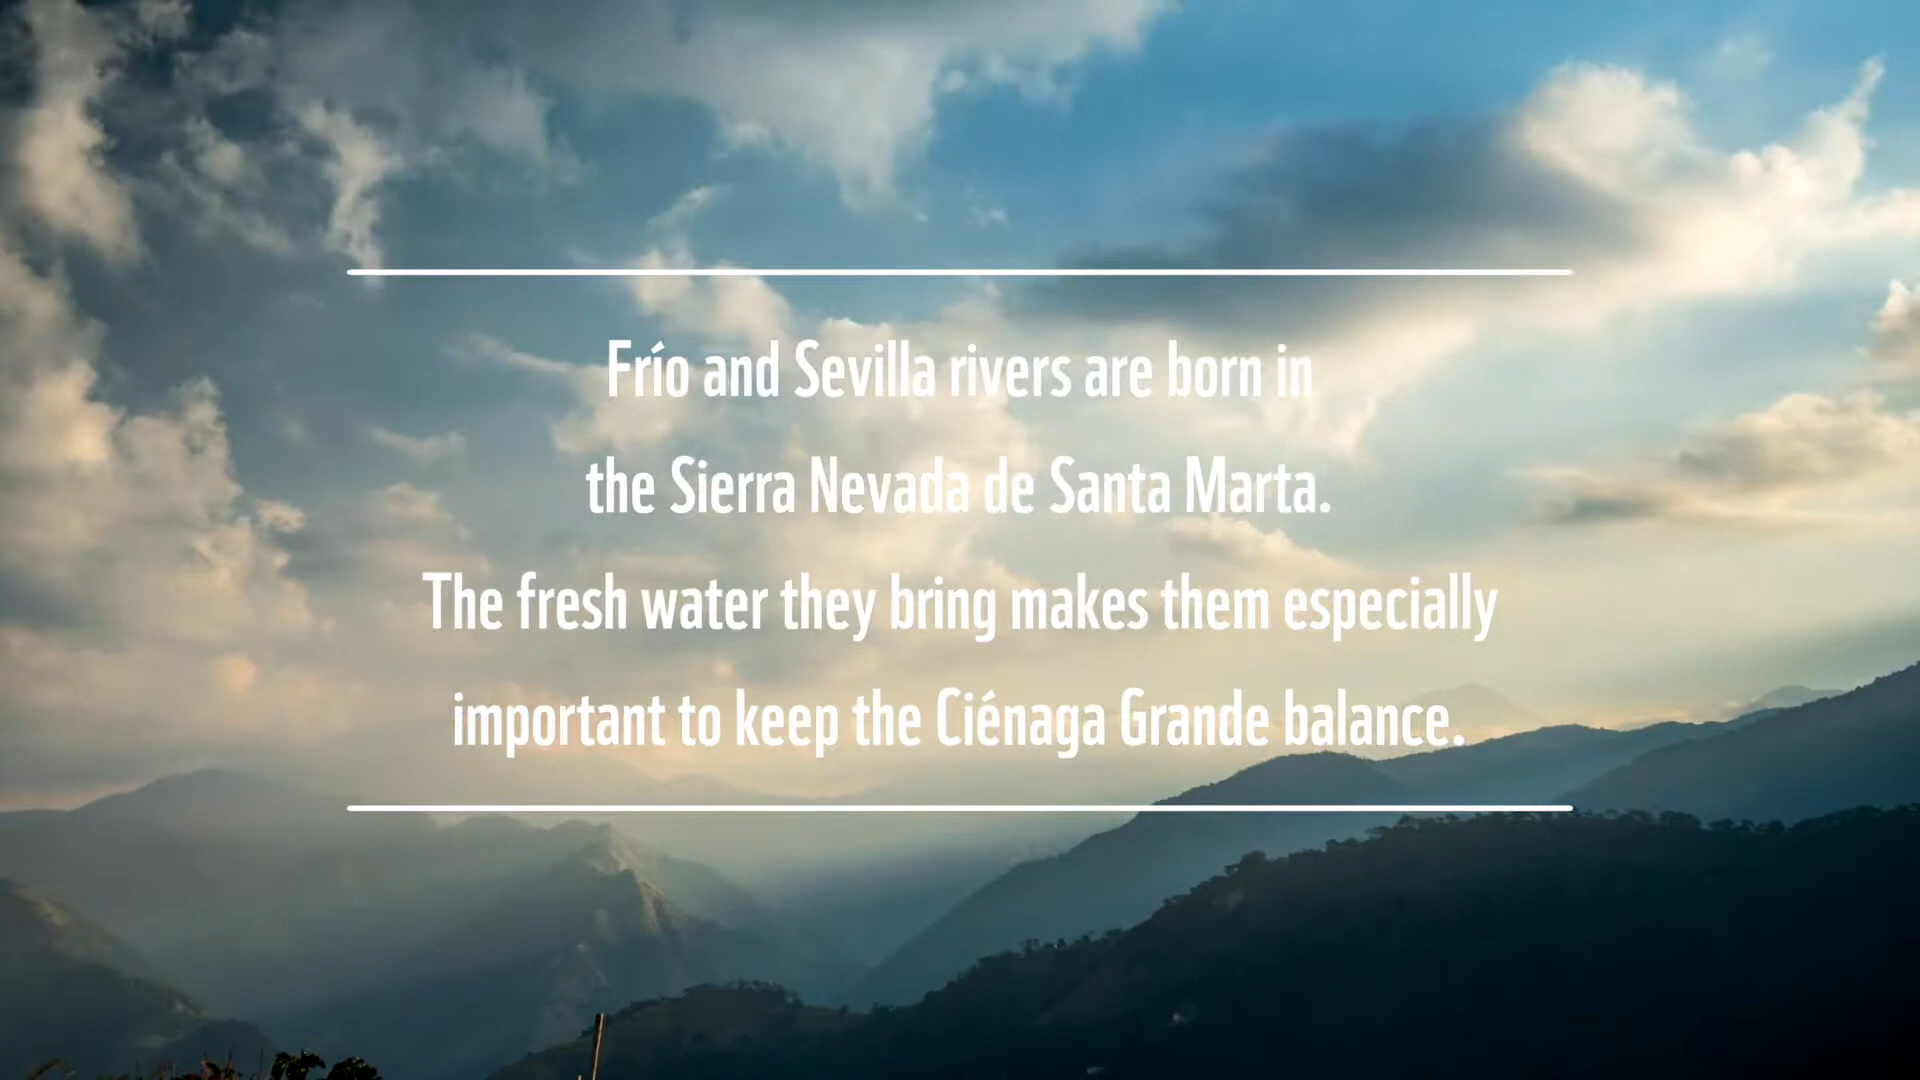 Frío and Sevilla rivers are born in
the Sierra Nevada de Santa Marta.
The fresh water they bring makes them especially
important to keep the Ciénaga Grande balance.